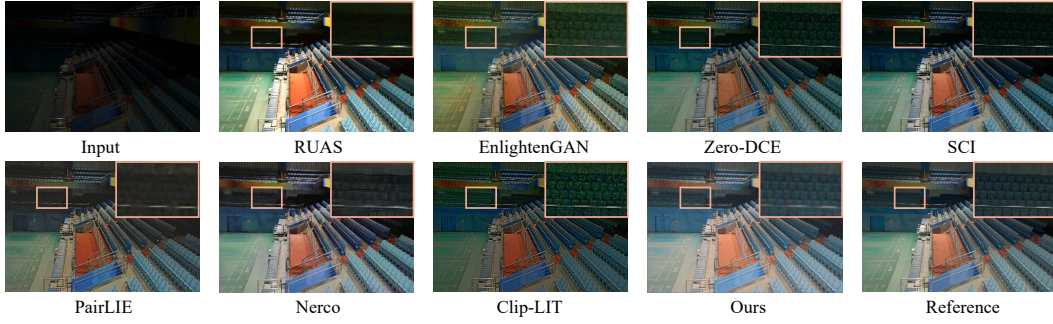 Input
RUAS
EnlightenGAN
Zero-DCE
SCI
PairLIE
Nerco
Clip-LIT
Ours
Reference